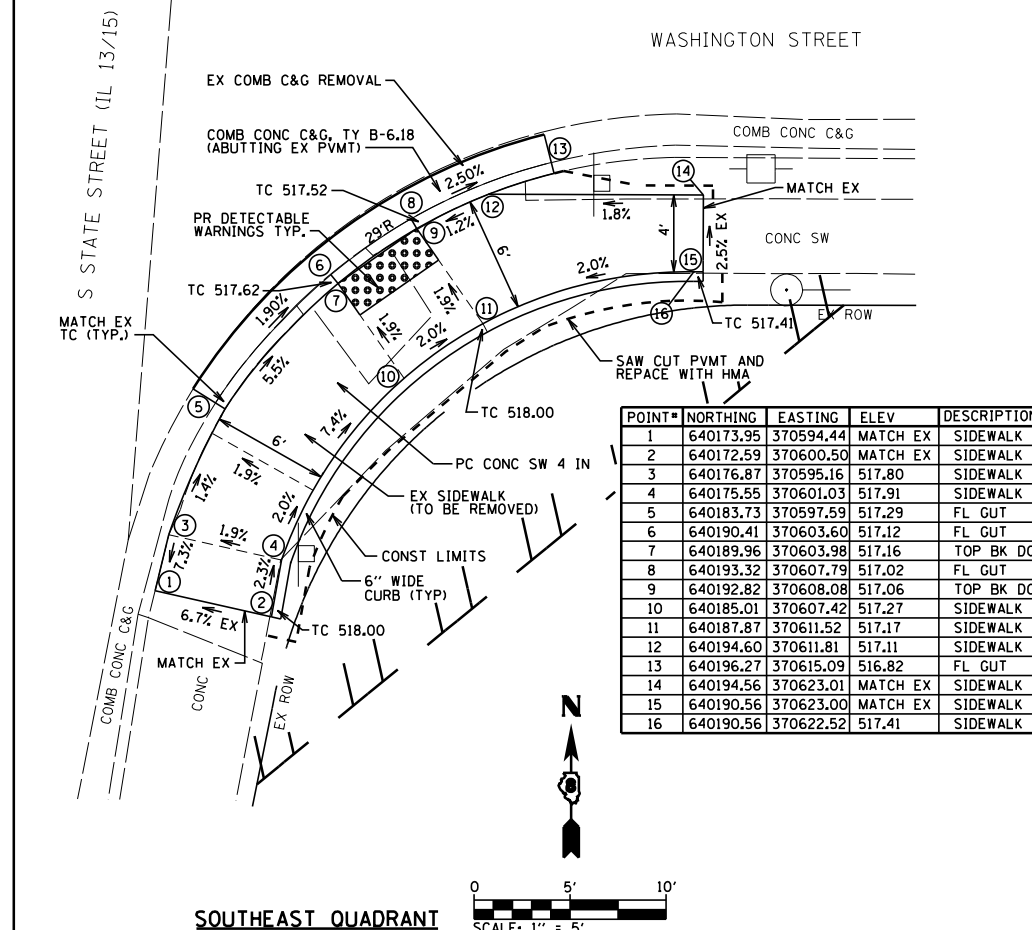 WASHINGTON STREET
S STATE STREET (IL 13/15)
EX COMB C&G REMOVAL
COMB CONC C&G, TY B-6.18
(ABUTTING EX PVMT)
TC 517.52
PR DETECTABLE
WARNINGS TYP.
TC 517.62
MATCH EX
TC (TYP.)
COMB CONC C&G
MATCH EX
CONC SW
EX ROW
TC 517.41
SAW CUT PVMT AND
REPACE WITH HMA
TC 518.00
PC CONC SW 4 IN
EX SIDEWALK
(TO BE REMOVED)
CONST LIMITS
6'' WIDE
CURB (TYP)
TC 518.00
MATCH EX
COMB CONC C&G
CONC
EX ROW
1
2
3
4
5
6
7
8
9
10
11
12
13
14
15
16
29'R
2.50%
1.90%
5.5%
1.9%
1.9%
2.0%
1.2%
6'
1.8%
4'
2.5% EX
2.0%
7.4%
6'
1.9%
1.4%
2.0%
1.9%
7.3%
2.3%
6.7% EX
POINT# NORTHING EASTING ELEV DESCRIPTION
1 640173.95 370594.44 MATCH EX SIDEWALK
2 640172.59 370600.50 MATCH EX SIDEWALK
3 640176.87 370595.16 517.80 SIDEWALK
4 640175.55 370601.03 517.91 SIDEWALK
5 640183.73 370597.59 517.29 FL GUT
6 640190.41 370603.60 517.12 FL GUT
7 640189.96 370603.98 517.16 TOP BK DC
8 640193.32 370607.79 517.02 FL GUT
9 640192.82 370608.08 517.06 TOP BK DC
10 640185.01 370607.42 517.27 SIDEWALK
11 640187.87 370611.52 517.17 SIDEWALK
12 640194.60 370611.81 517.11 SIDEWALK
13 640196.27 370615.09 516.82 FL GUT
14 640194.56 370623.01 MATCH EX SIDEWALK
15 640190.56 370623.00 MATCH EX SIDEWALK
16 640190.56 370622.52 517.41 SIDEWALK
N
8
0 5' 10'
SCALE: 1'' = 5'
SOUTHEAST QUADRANT